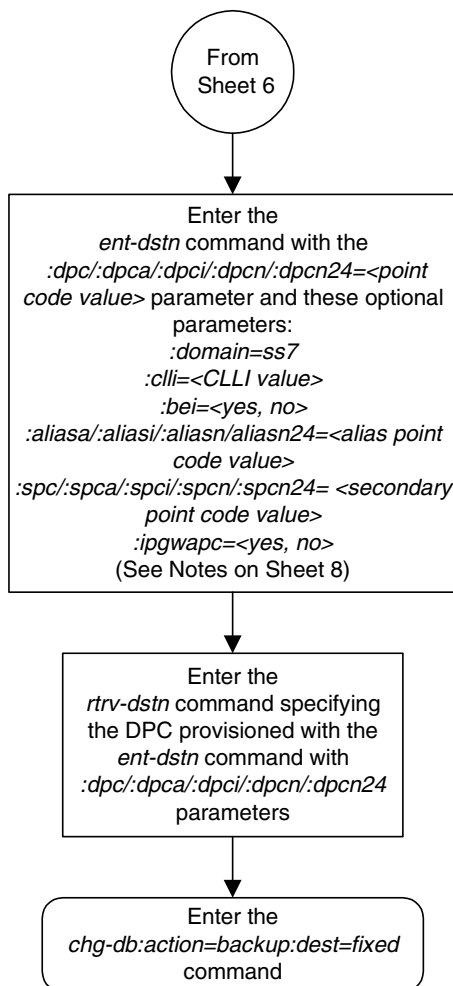 From
Sheet 6
Enter the
ent-dstn command with the
:dpc/:dpca/:dpci/:dpcn/:dpcn24=<point
code value> parameter and these optional
parameters:
:domain=ss7
:clli=<CLLI value>
:bei=<yes, no>
:aliasa/:aliasi/:aliasn/aliasn24=<alias point
code value>
:spc/:spca/:spci/:spcn/:spcn24= <secondary
point code value>
:ipgwapc=<yes, no>
(See Notes on Sheet 8)
Enter the
rtrv-dstn command specifying
the DPC provisioned with the
ent-dstn command with
:dpc/:dpca/:dpci/:dpcn/:dpcn24
parameters
Enter the
chg-db:action=backup:dest=fixed
command